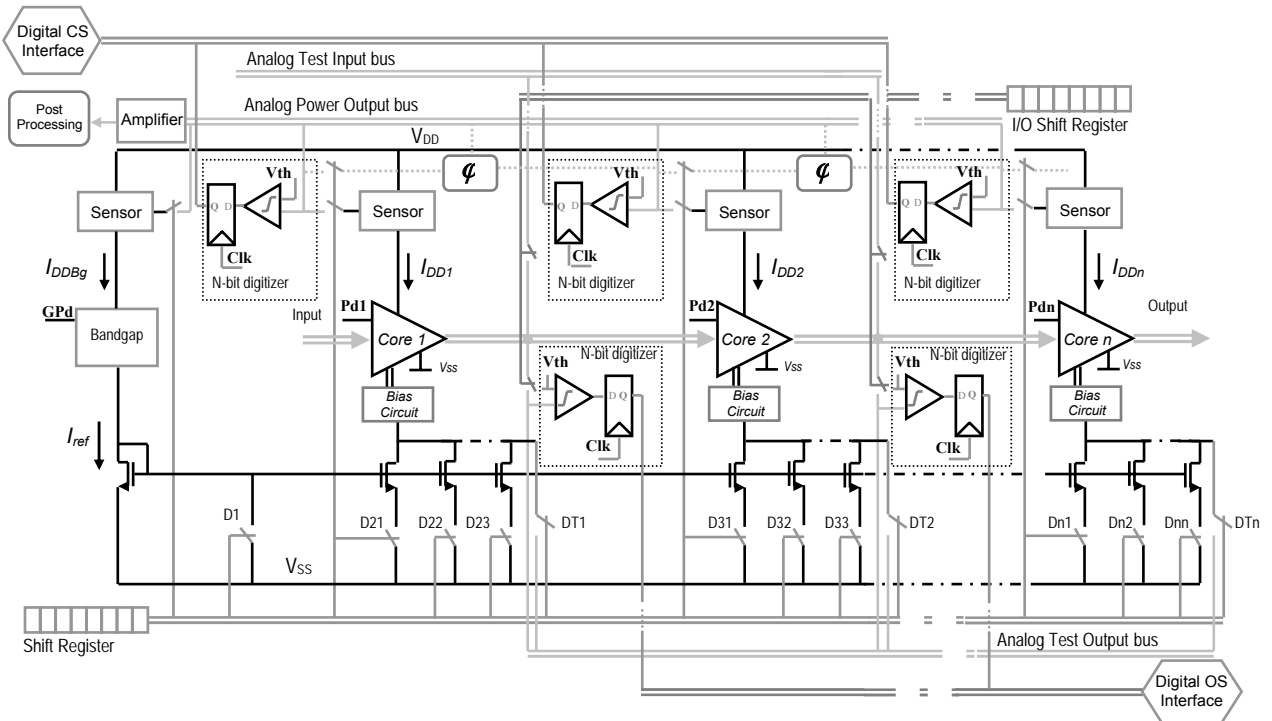 Digital CS
Interface
Analog Test Input bus
Post
Processing
Amplifier
Analog Power Output bus
I/O Shift Register
VDD
Vth
Vth
Vth
Sensor
Q D
Sensor
Q D
Sensor
Q D
Sensor
Clk
Clk
Clk
IDDBg
N-bit digitizer
IDD1
N-bit digitizer
IDD2
N-bit digitizer
IDDn
GPd
Bandgap
Input
Pd1
Core 1
Pd2
Core 2
Pdn
Core n
Output
Vss
N-bit digitizer
Vss
N-bit digitizer
Vss
Vth
Vth
Bias
Circuit
D Q
Bias
Circuit
D Q
Bias
Circuit
Clk
Clk
Iref
D1
D21
D22
D23
DT1
D31
D32
D33
DT2
Dn1
Dn2
Dnn
DTn
VSS
Shift Register
Analog Test Output bus
Digital OS
Interface